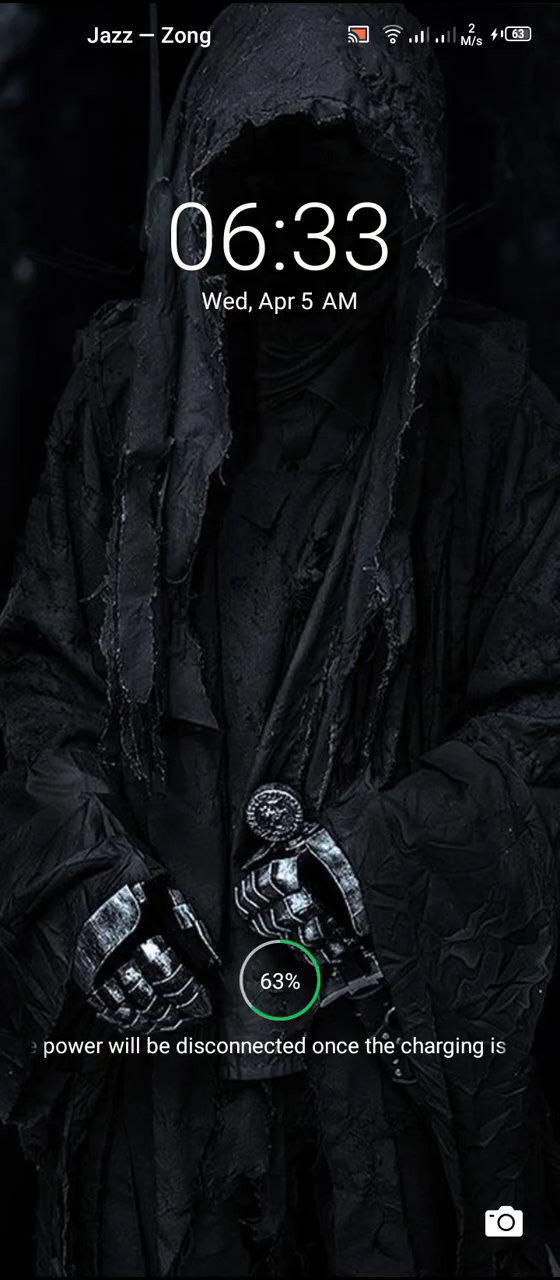 Jazz — Zong
2
M/s
63
06:33
Wed, Apr 5 AM
63%
power will be disconnected once the charging is